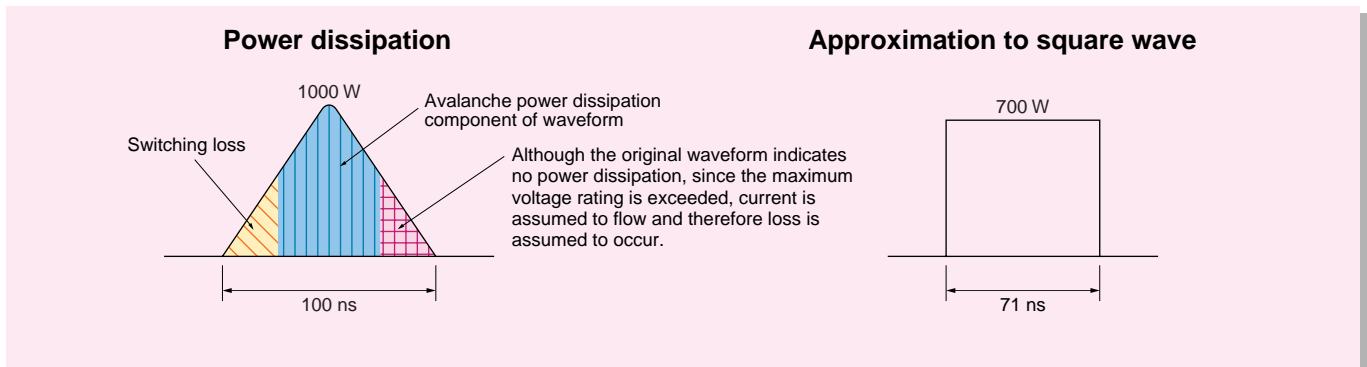 Power dissipation
Approximation to square wave
1000 W
Avalanche power dissipation
component of waveform
Switching loss
Although the original waveform indicates
no power dissipation, since the maximum
voltage rating is exceeded, current is
assumed to flow and therefore loss is
assumed to occur.
100 ns
700 W
71 ns